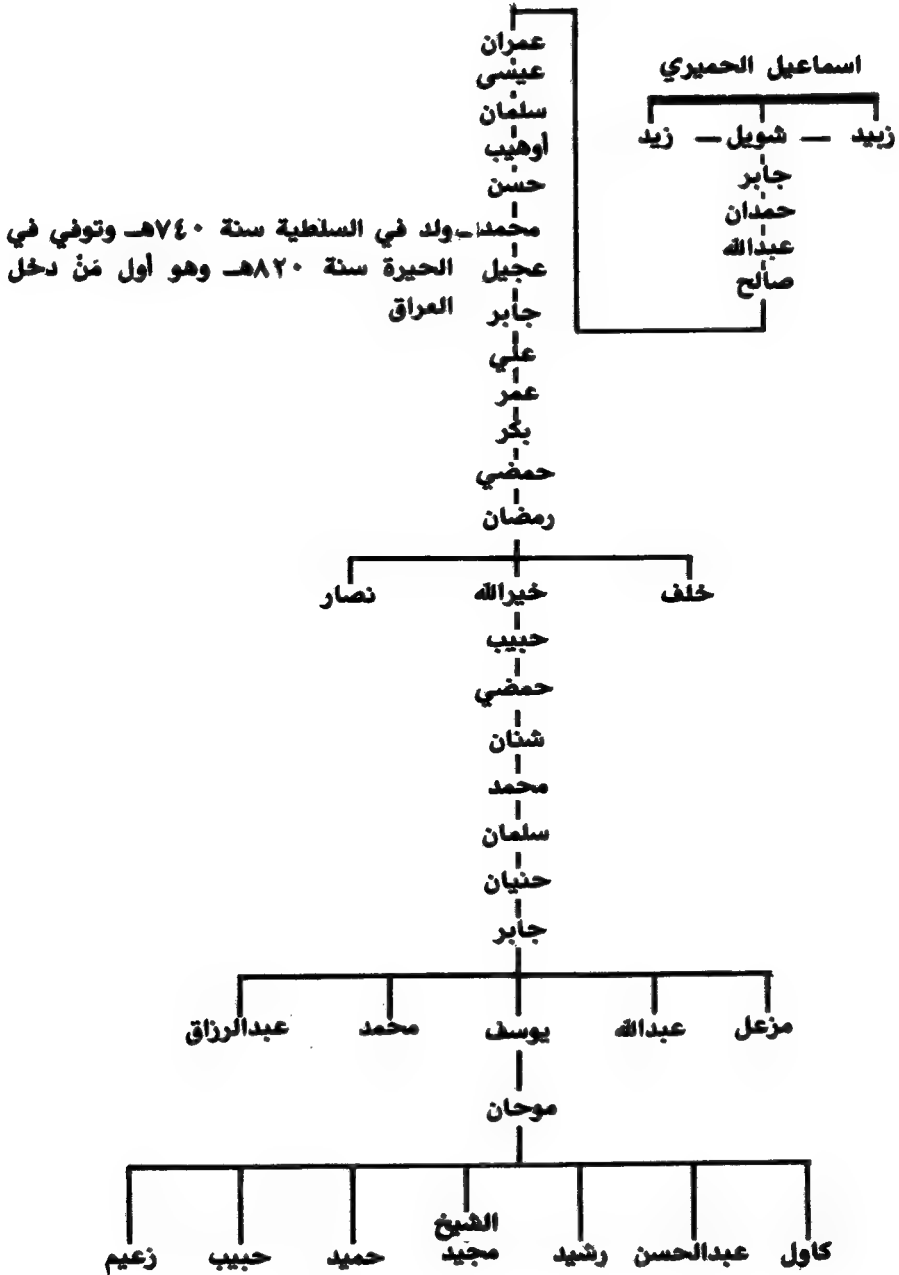 اسماعيل الحميري
زبيد — شويل — زيد
جابر
حمدان
عبدالله
صالح
عمران
عيسى
سلمان
أوهيب
حسن
محمد ـ ولد في السلطية سنة ٧٤٠هـ وتوفي في
عجيل الحيرة سنة ٨٢٠هـ وهو أول مَنْ دخل
جابر العراق
علي
عمر
بكر
حمضي
رمضان
خلف خيرالله نصار
حبيب
حمضي
شنان
محمد
سلمان
حنيان
جابر
مزعل عبدالله يوسف محمد عبدالرزاق
موحان
الشيخ
كاول عبدالحسن رشيد مجيد حميد حبيب زعيم